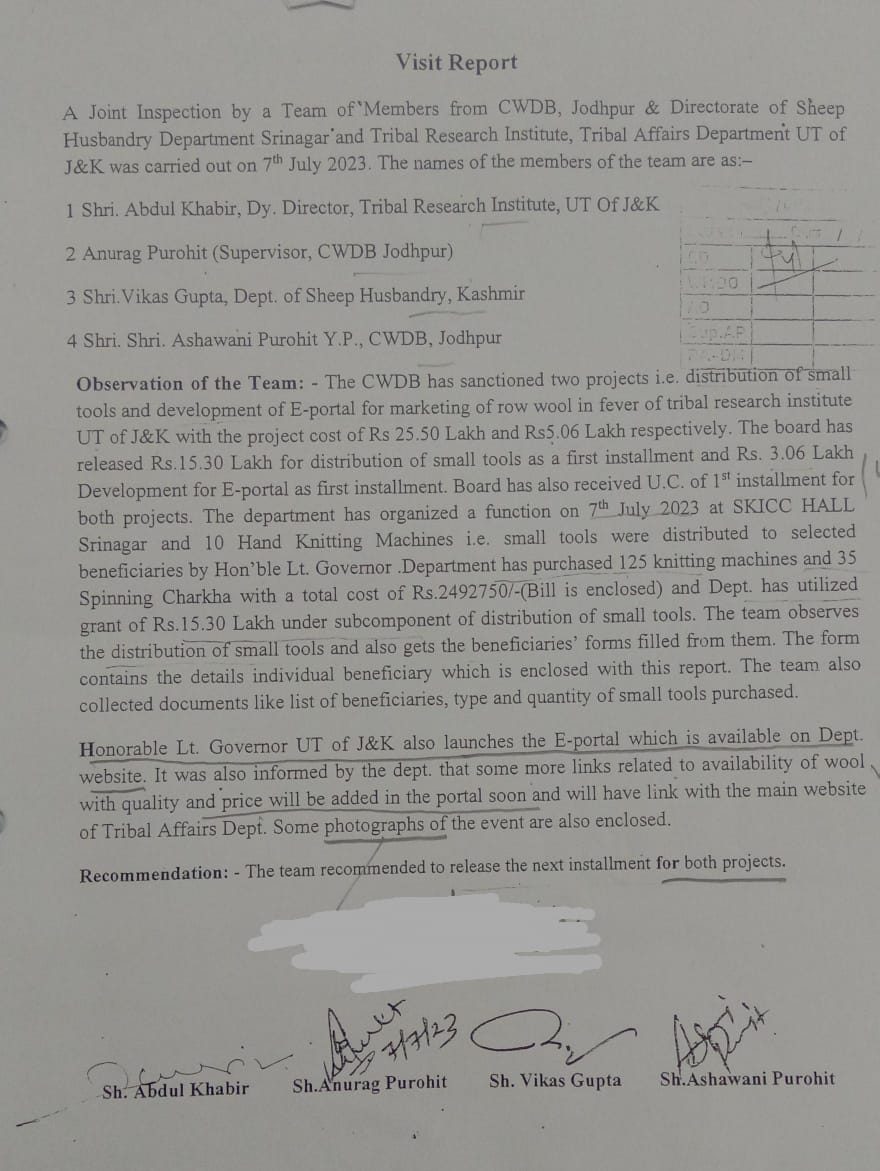 Visit Report
A Joint Inspection by a Team of Members from CWDB, Jodhpur & Directorate of Sheep
Husbandry Department Srinagar and Tribal Research Institute, Tribal Affairs Department UT of
J&K was carried out on 7th July 2023. The names of the members of the team are as:–
1 Shri. Abdul Khabir, Dy. Director, Tribal Research Institute, UT Of J&K
2 Anurag Purohit (Supervisor, CWDB Jodhpur)
3 Shri.Vikas Gupta, Dept. of Sheep Husbandry, Kashmir
4 Shri. Shri. Ashawani Purohit Y.P., CWDB, Jodhpur
Observation of the Team: - The CWDB has sanctioned two projects i.e. distribution of small
tools and development of E-portal for marketing of row wool in fever of tribal research institute
UT of J&K with the project cost of Rs 25.50 Lakh and Rs5.06 Lakh respectively. The board has
released Rs.15.30 Lakh for distribution of small tools as a first installment and Rs. 3.06 Lakh
Development for E-portal as first installment. Board has also received U.C. of 1st installment for
both projects. The department has organized a function on 7th July 2023 at SKICC HALL
Srinagar and 10 Hand Knitting Machines i.e. small tools were distributed to selected
beneficiaries by Hon'ble Lt. Governor .Department has purchased 125 knitting machines and 35
Spinning Charkha with a total cost of Rs.2492750/-(Bill is enclosed) and Dept. has utilized
grant of Rs.15.30 Lakh under subcomponent of distribution of small tools. The team observes
the distribution of small tools and also gets the beneficiaries' forms filled from them. The form
contains the details individual beneficiary which is enclosed with this report. The team also
collected documents like list of beneficiary, type and quantity of small tools purchased.
Honorable Lt. Governor UT of J&K also launches the E-portal which is available on Dept.
website. It was also informed by the dept. that some more links related to availability of wool
with quality and price will be added in the portal soon and will have link with the main website
of Tribal Affairs Dept. Some photographs of the event are also enclosed.
Recommendation: - The team recommended to release the next installment for both projects.
7/7/23
Sh. Abdul Khabir Sh.Anurag Purohit Sh. Vikas Gupta Sh.Ashawani Purohit